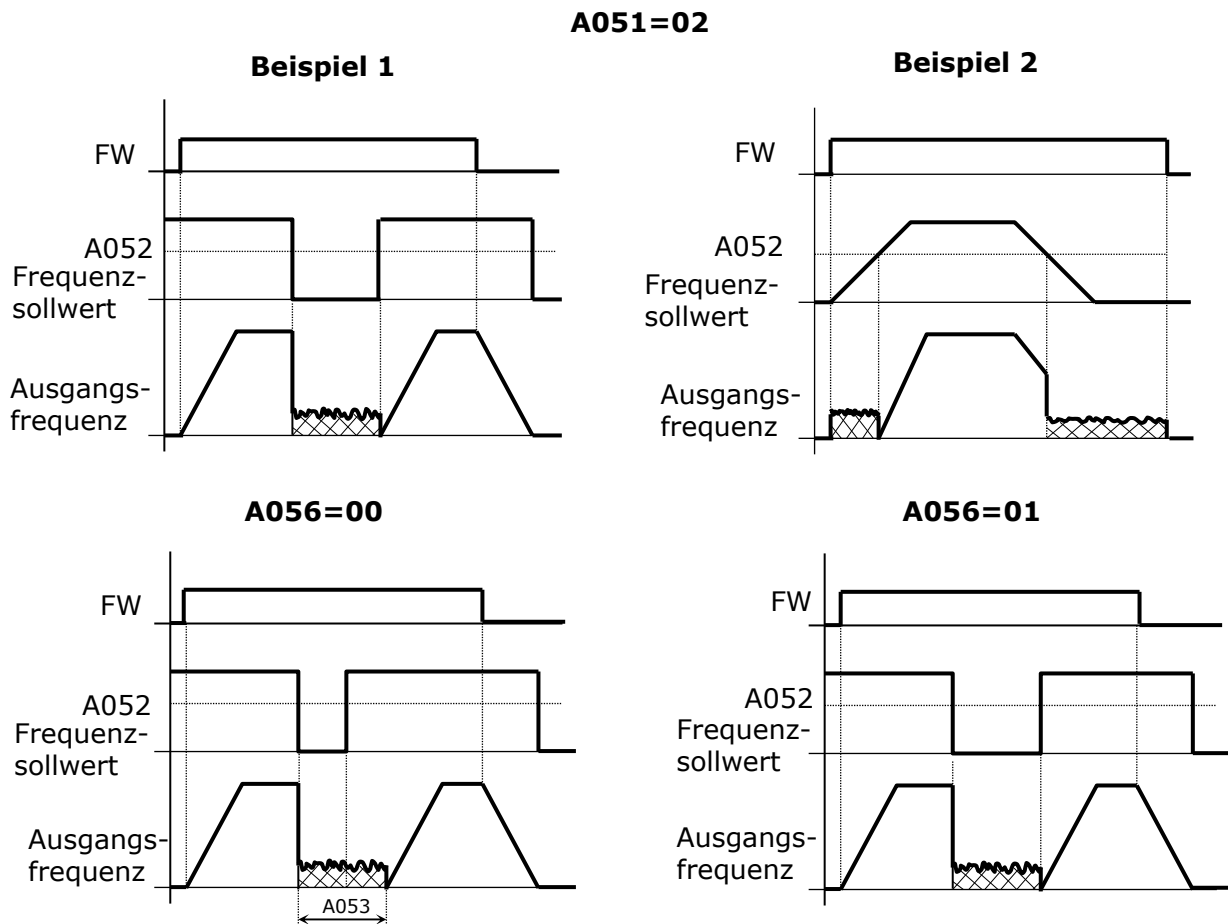 A051=02
Beispiel 1
FW
A052
Frequenz-
sollwert
Ausgangs-
frequenz
Beispiel 2
FW
A052
Frequenz-
sollwert
Ausgangs-
frequenz
A056=00
FW
A052
Frequenz-
sollwert
Ausgangs-
frequenz
A053
A056=01
FW
A052
Frequenz-
sollwert
Ausgangs-
frequenz